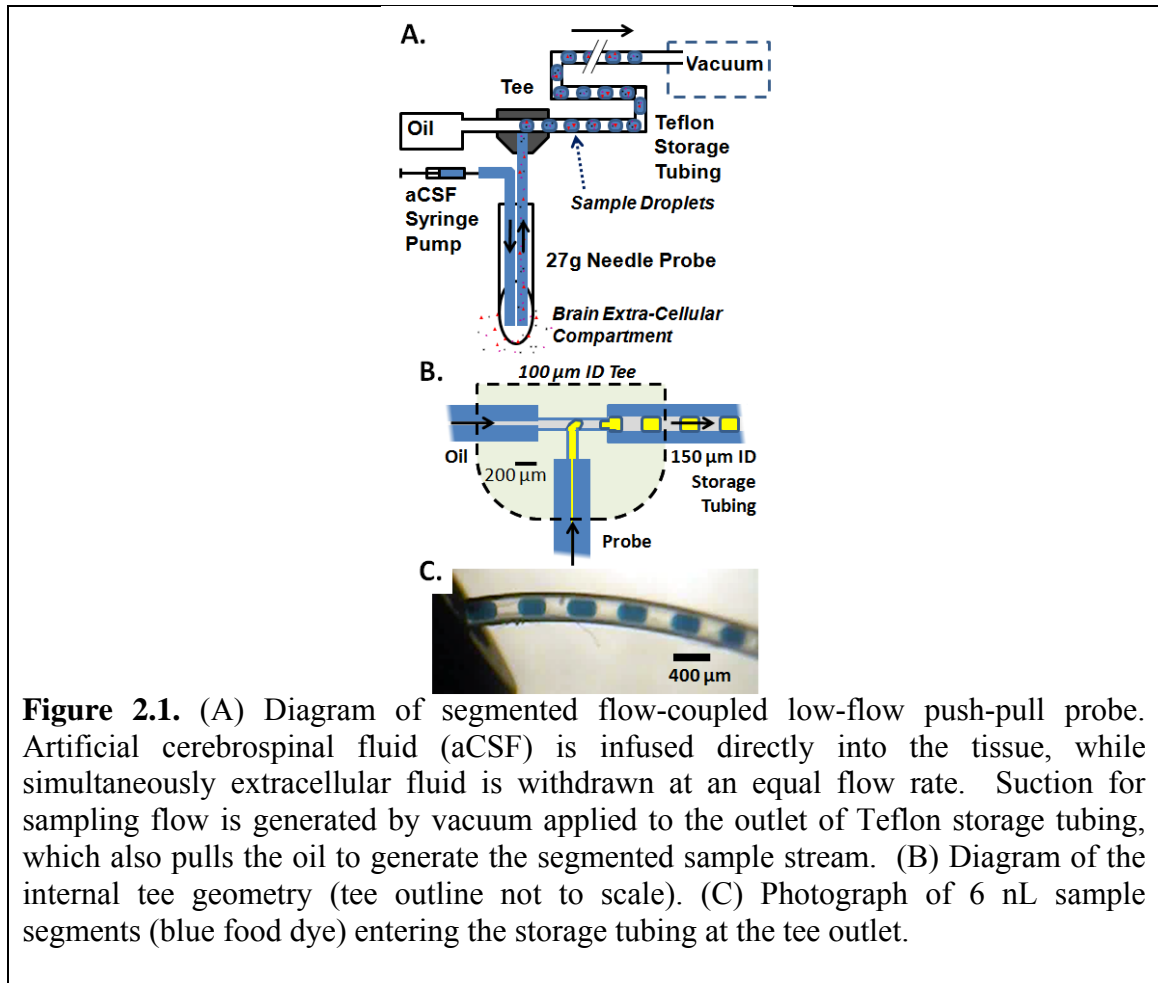 A.
Vacuum
Tee
Oil
Teflon
Storage
Tubing
aCSF
Syringe
Pump
Sample Droplets
27g Needle Probe
Brain Extra-Cellular
Compartment
B.
100 µm ID Tee
Oil
200 µm
150 µm ID
Storage
Tubing
Probe
C.
400 µm
Figure 2.1. (A) Diagram of segmented flow-coupled low-flow push-pull probe.
Artificial cerebrospinal fluid (aCSF) is infused directly into the tissue, while
simultaneously extracellular fluid is withdrawn at an equal flow rate. Suction for
sampling flow is generated by vacuum applied to the outlet of Teflon storage tubing,
which also pulls the oil to generate the segmented sample stream. (B) Diagram of the
internal tee geometry (tee outline not to scale). (C) Photograph of 6 nL sample
segments (blue food dye) entering the storage tubing at the tee outlet.